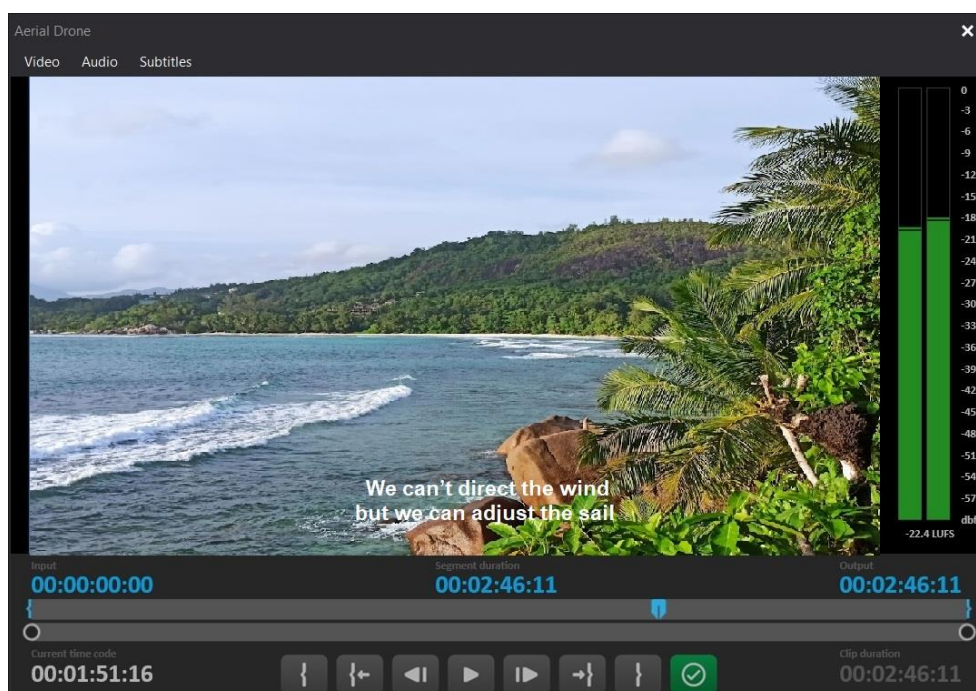 Aerial Drone
Video Audio Subtitles
0
-3
-6
-9
-12
-15
-18
-21
-24
-27
-30
-33
-36
-39
-42
-45
-48
-51
-54
-57
dbf
-22.4 LUFS
We can't direct the wind
but we can adjust the sail
Input Segment duration Output
00:00:00:00 00:02:46:11 00:02:46:11
Current time code Clip duration
00:01:51:16 00:02:46:11